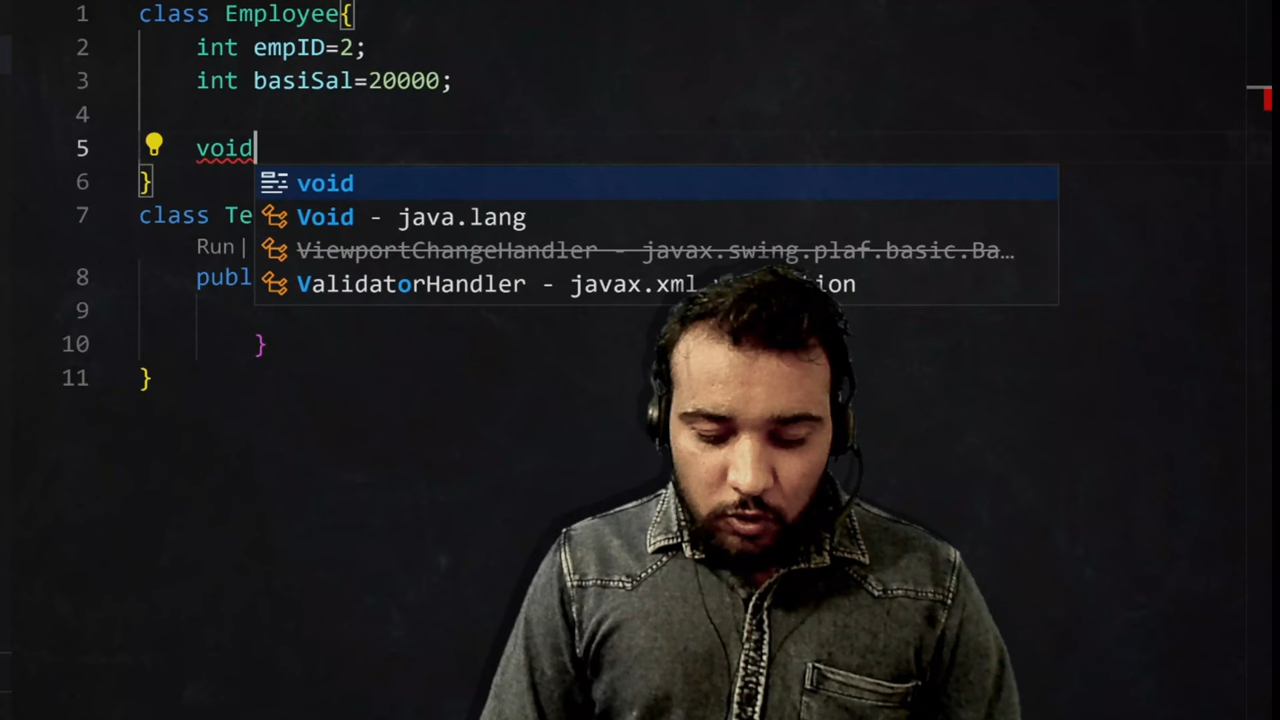 1 class Employee{
2 int empID=2;
3 int basiSal=20000;
4
5 void
6 }
void
7 class Te
Void - java.lang
Run |
ViewportChangeHandler - javax.swing.plaf.basic.Ba…
8 publ
ValidatorHandler - javax.xml
9
10 }
11 }